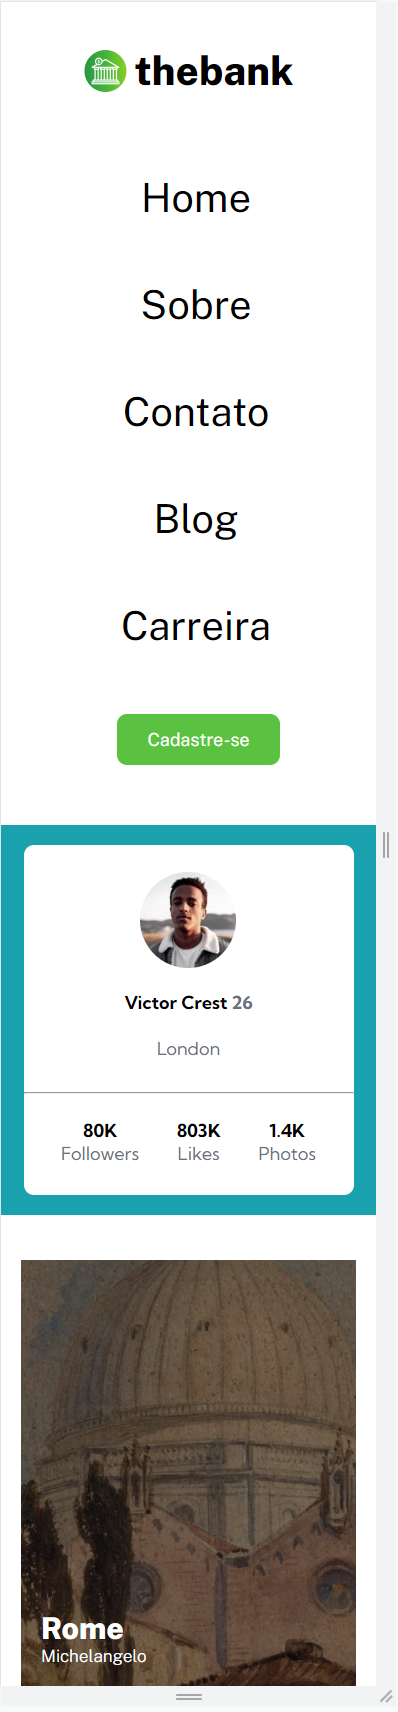 thebank
Home
Sobre
Contato
Blog
Carreira
Cadastre-se
Victor Crest 26
London
80K 803K 1.4K
Followers Likes Photos
Rome
Michelangelo